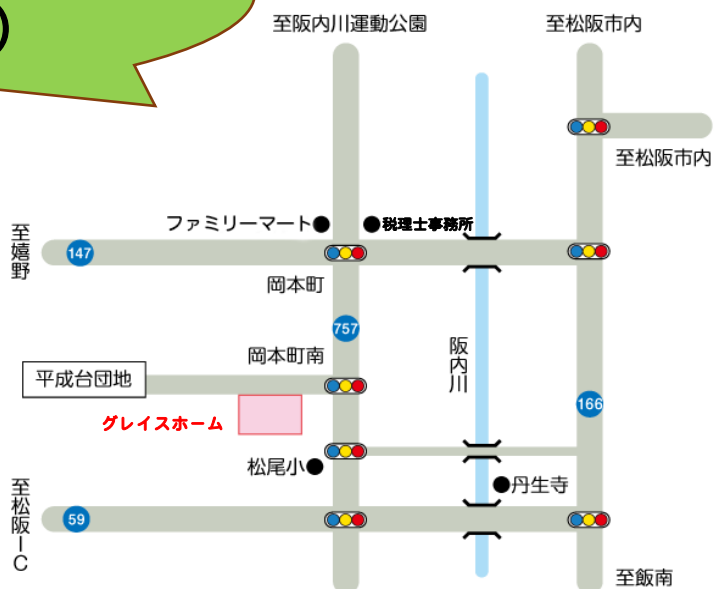 )
至阪内川運動公園
至松阪市内
至松阪市内
ファミリーマート
税理士事務所
至嬉野
147
岡本町
757
岡本町南
阪内川
平成台団地
166
グレイスホーム
松尾小
丹生寺
至松阪IC
59
至飯南